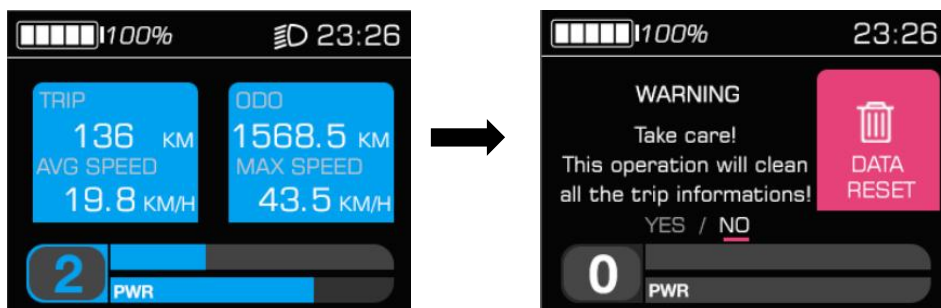 100% 23:26
TRIP
136 KM
AVG SPEED
19.8 KM/H
ODO
1568.5 KM
MAX SPEED
43.5 KM/H
2
PWR
100% 23:26
WARNING
Take care!
This operation will clean
all the trip informations!
YES / NO
DATA
RESET
0
PWR